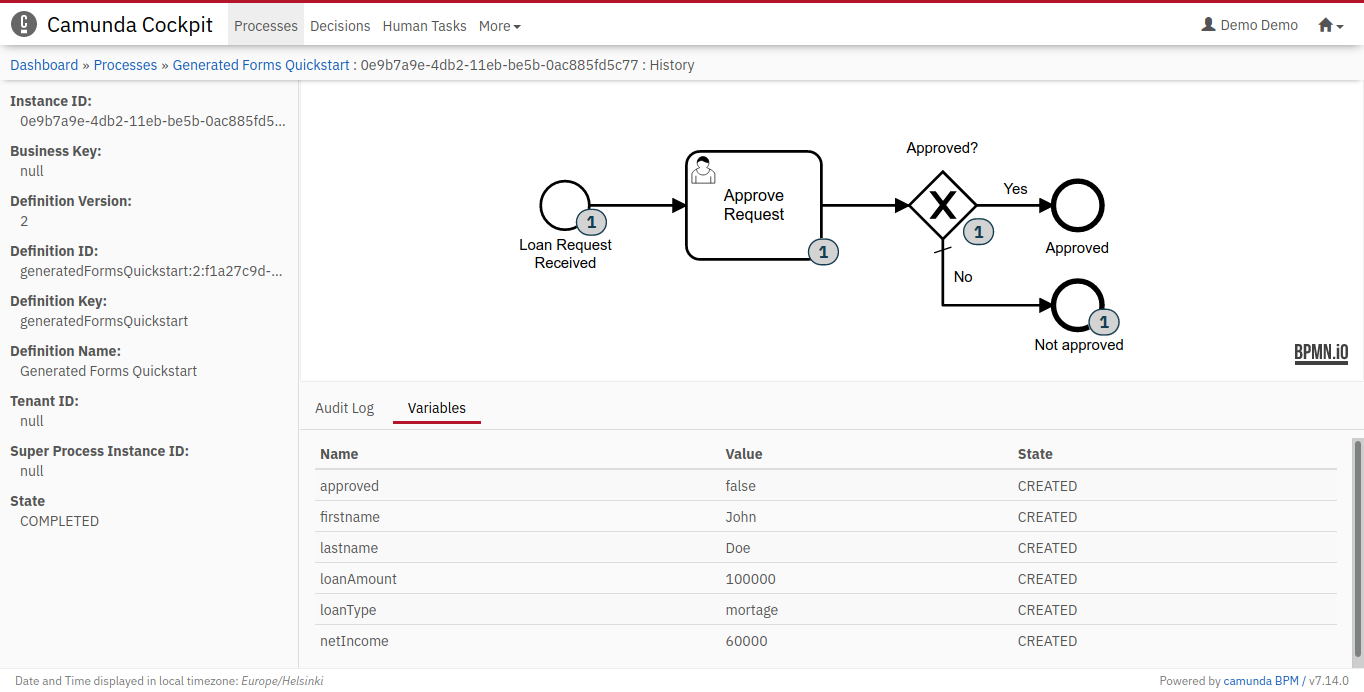 Camunda Cockpit Processes Decisions Human Tasks More Demo Demo
Dashboard » Processes » Generated Forms Quickstart : 0e9b7a9e-4db2-11eb-be5b-0ac885fd5c77 : History
Instance ID:
0e9b7a9e-4db2-11eb-be5b-0ac885fd5...
Business Key:
null
Definition Version:
2
Definition ID:
generatedFormsQuickstart:2:f1a27c9d-...
Definition Key:
generatedFormsQuickstart
Definition Name:
Generated Forms Quickstart
Tenant ID:
null
Super Process Instance ID:
null
State
COMPLETED
Loan Request
Received
1
Approve
Request
1
Approved?
X
1
Yes
Approved
No
1
Not approved
BPMN.iO
Audit Log Variables
Name Value State
approved false CREATED
firstname John CREATED
lastname Doe CREATED
loanAmount 100000 CREATED
loanType mortage CREATED
netIncome 60000 CREATED
Date and Time displayed in local timezone: Europe/Helsinki
Powered by camunda BPM / v7.14.0